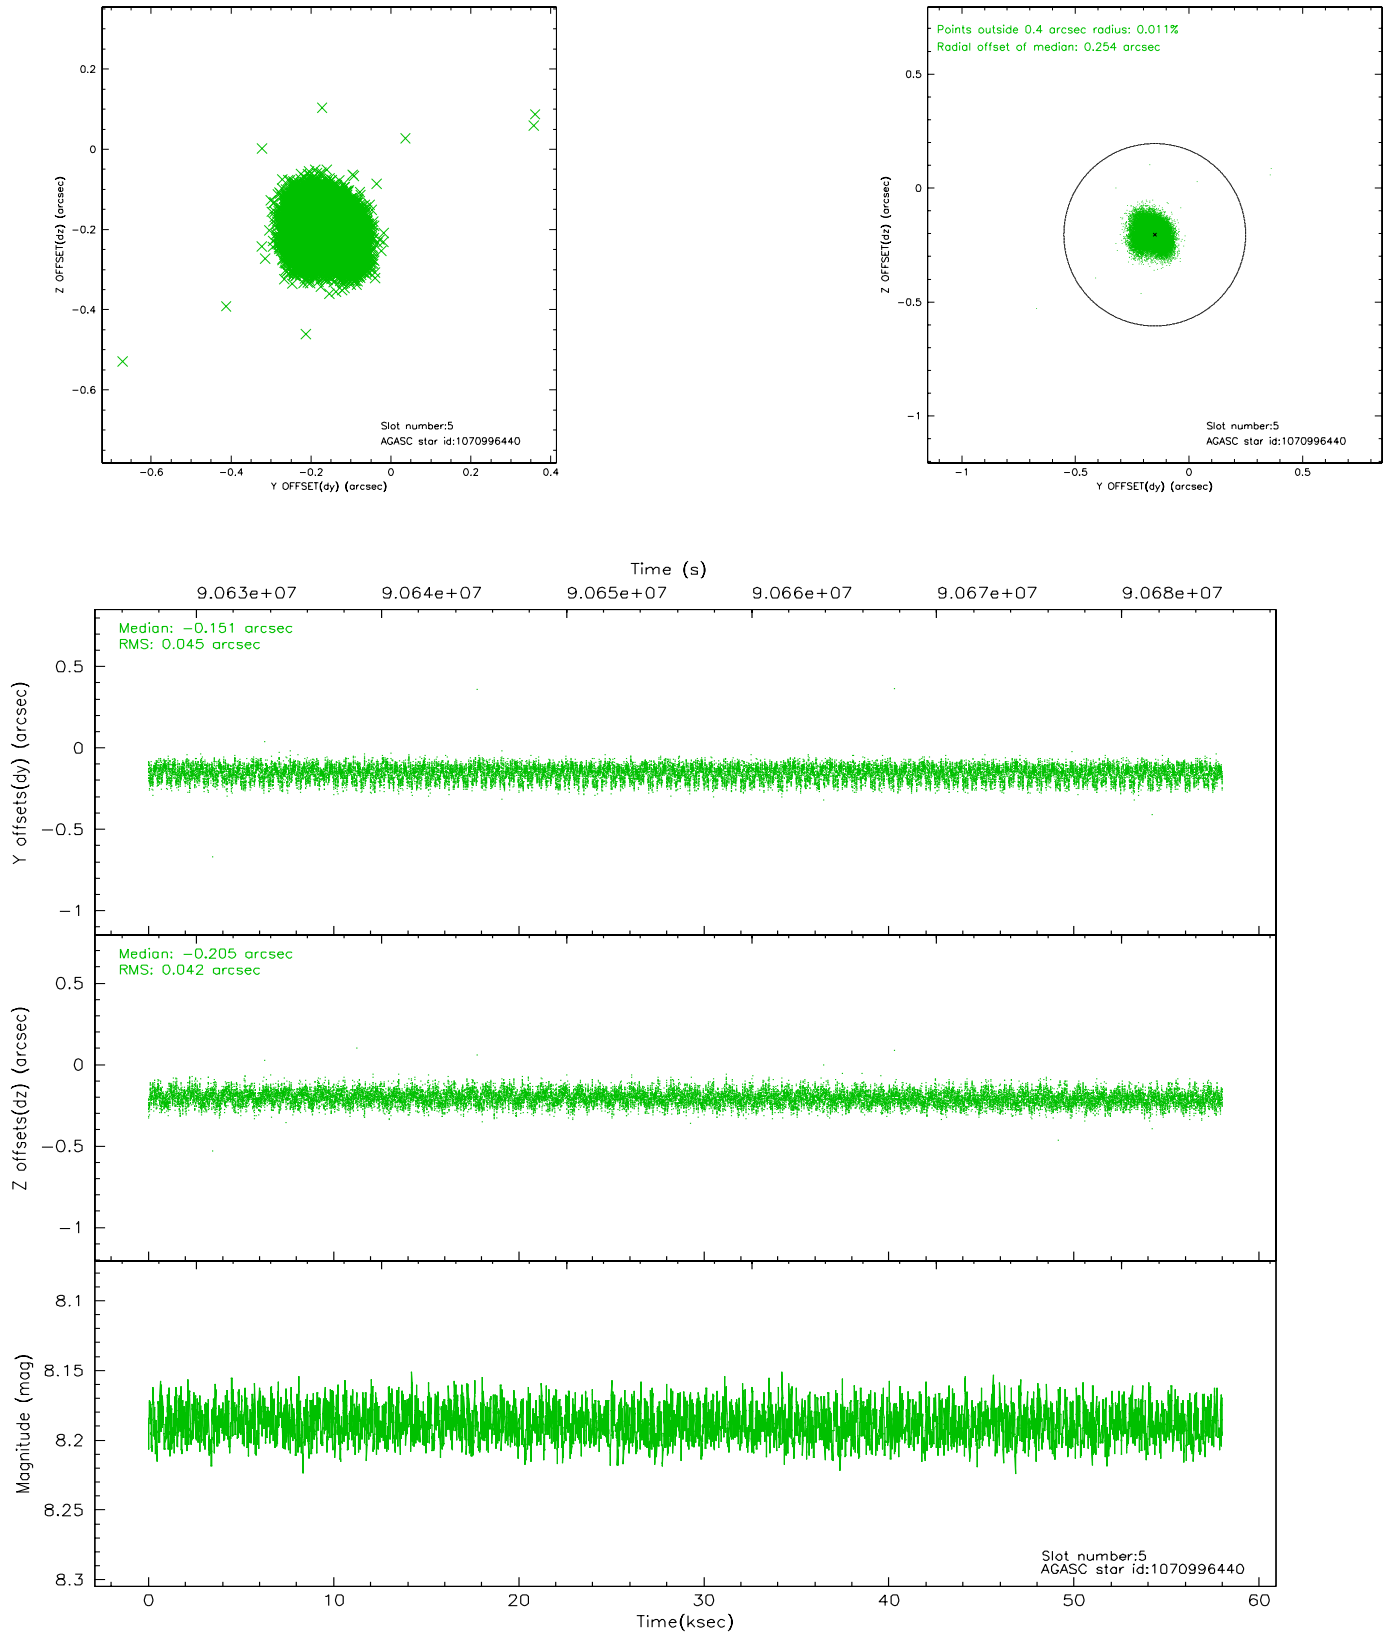 0.2
0
−0.2
−0.4
−0.6
Z OFFSET(dz) (arcsec)
Slot number:5
AGASC star id:1070996440
−0.6 −0.4 −0.2 0 0.2 0.4
Y OFFSET(dy) (arcsec)
Points outside 0.4 arcsec radius: 0.011%
Radial offset of median: 0.254 arcsec
0.5
0
−0.5
−1
Z OFFSET(dz) (arcsec)
Slot number:5
AGASC star id:1070996440
−1 −0.5 0 0.5
Y OFFSET(dy) (arcsec)
Time (s)
9.063e+07 9.064e+07 9.065e+07 9.066e+07 9.067e+07 9.068e+07
Median: −0.151 arcsec
RMS: 0.045 arcsec
0.5
0
−0.5
−1
Y offsets(dy) (arcsec)
Median: −0.205 arcsec
RMS: 0.042 arcsec
0.5
0
−0.5
−1
Z offsets(dz) (arcsec)
8.1
8.15
8.2
8.25
8.3
Magnitude (mag)
Slot number:5
AGASC star id:1070996440
0 10 20 30 40 50 60
Time(ksec)